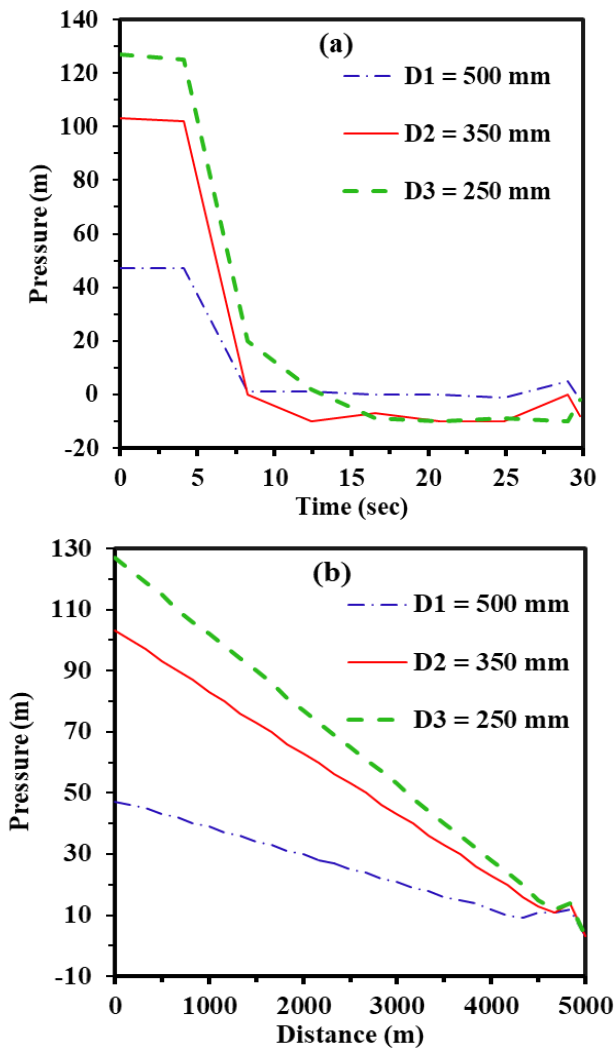 (a)
D1 = 500 mm
D2 = 350 mm
D3 = 250 mm
Pressure (m)
140
120
100
80
60
40
20
0
-20
0 5 10 15 20 25 30
Time (sec)
(b)
D1 = 500 mm
D2 = 350 mm
D3 = 250 mm
Pressure (m)
130
110
90
70
50
30
10
-10
0 1000 2000 3000 4000 5000
Distance (m)